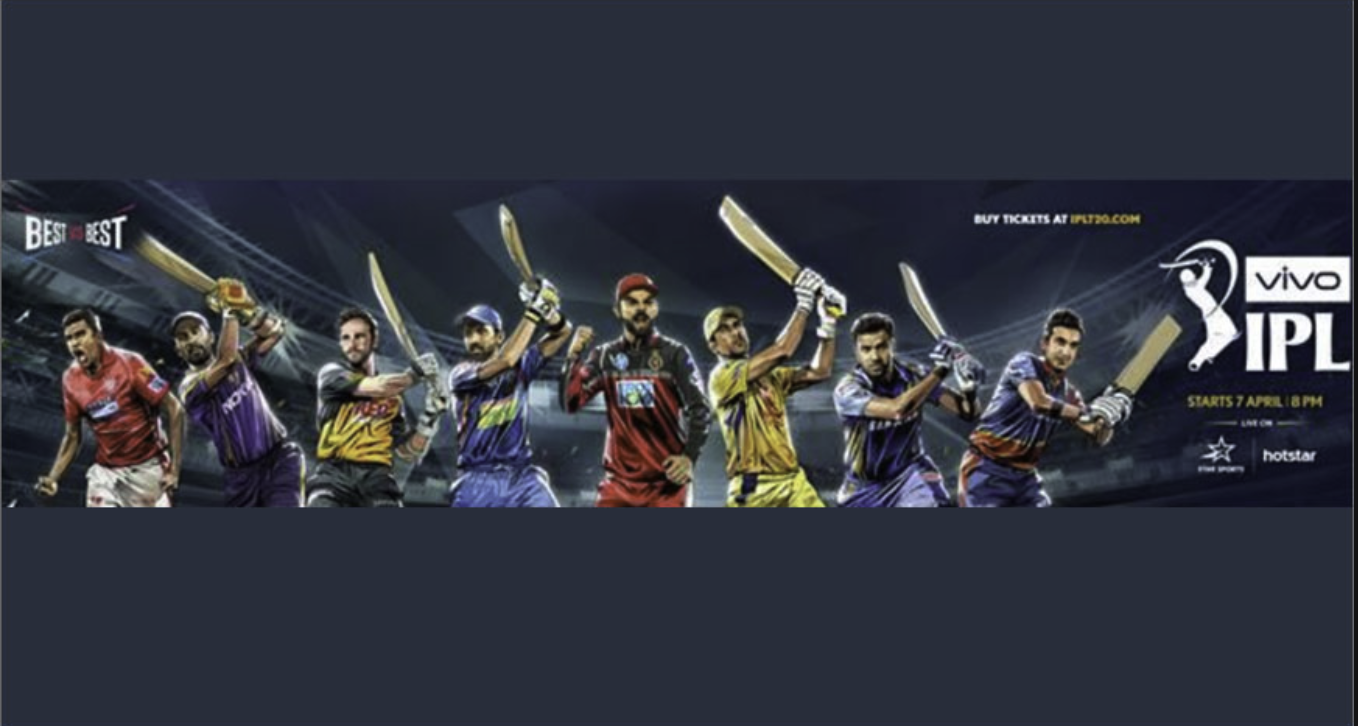 BEST VS BEST
BUY TICKETS AT IPLT20.COM
vivo
IPL
STARTS 7 APRIL | 8 PM
LIVE ON
STAR SPORTS
hotstar